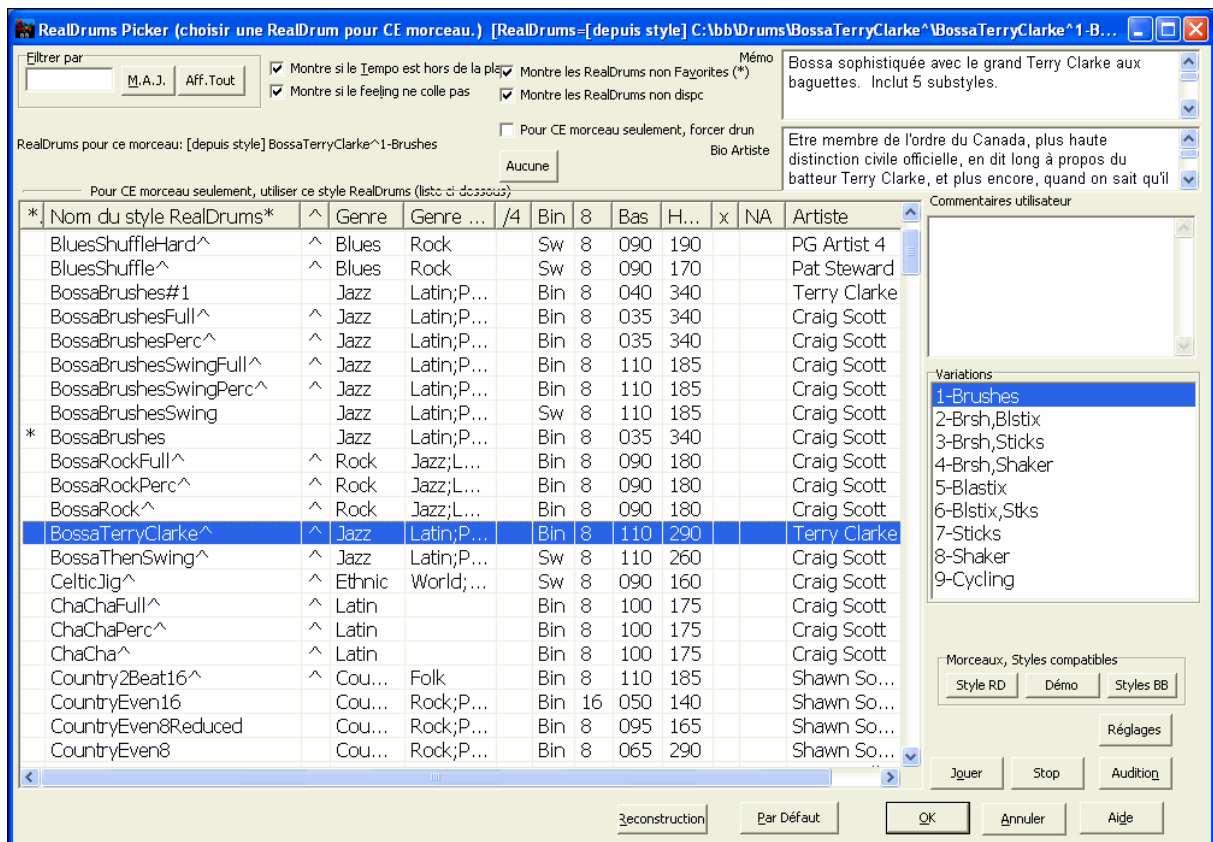 RealDrums Picker (choisir une RealDrum pour CE morceau.) [RealDrums=[depuis style] C:\bb\Drums\BossaTerryClarke^\BossaTerryClarke^1-B...
Filtrer par
M.A.J. Aff.Tout
Montre si le Tempo est hors de la pla
Montre si le feeling ne colle pas
Montre les RealDrums non Favorites (*)
Montre les RealDrums non dispc
Pour CE morceau seulement, forcer drun
Mémo
Bossa sophistiquée avec le grand Terry Clarke aux
baguettes. Inclut 5 substyles.
RealDrums pour ce morceau: [depuis style] BossaTerryClarke^1-Brushes
Aucune
Bio Artiste
Etre membre de l'ordre du Canada, plus haute
distinction civile officielle, en dit long à propos du
batteur Terry Clarke, et plus encore, quand on sait qu'il
Pour CE morceau seulement, utiliser ce style RealDrums (liste ci dessous)
*. Nom du style RealDrums* ^ Genre Genre ... /4 Bin 8 Bas H... x NA Artiste
BluesShuffleHard^ ^ Blues Rock Sw 8 090 190 PG Artist 4
BluesShuffle^ ^ Blues Rock Sw 8 090 170 Pat Steward
BossaBrushes#1 Jazz Latin;P... Bin 8 040 340 Terry Clarke
BossaBrushesFull^ ^ Jazz Latin;P... Bin 8 035 340 Craig Scott
BossaBrushesPerc^ ^ Jazz Latin;P... Bin 8 035 340 Craig Scott
BossaBrushesSwingFull^ ^ Jazz Latin;P... Bin 8 110 185 Craig Scott
BossaBrushesSwingPerc^ ^ Jazz Latin;P... Bin 8 110 185 Craig Scott
BossaBrushesSwing Jazz Latin;P... Sw 8 110 185 Craig Scott
* BossaBrushes Jazz Latin;P... Bin 8 035 340 Craig Scott
BossaRockFull^ ^ Rock Jazz;L... Bin 8 090 180 Craig Scott
BossaRockPerc^ ^ Rock Jazz;L... Bin 8 090 180 Craig Scott
BossaRock^ ^ Rock Jazz;L... Bin 8 090 180 Craig Scott
BossaTerryClarke^ ^ Jazz Latin;P... Bin 8 110 290 Terry Clarke
BossaThenSwing^ ^ Jazz Latin;P... Sw 8 110 260 Craig Scott
CelticJig^ ^ Ethnic World; ... Sw 8 090 160 Craig Scott
ChaChaFull^ ^ Latin Bin 8 100 175 Craig Scott
ChaChaPerc^ ^ Latin Bin 8 100 175 Craig Scott
ChaCha^ ^ Latin Bin 8 100 175 Craig Scott
Country2Beat16^ ^ Cou... Folk Bin 8 110 185 Shawn So...
CountryEven16 Cou... Rock;P... Bin 16 050 140 Shawn So...
CountryEven8Reduced Cou... Rock;P... Bin 8 095 165 Shawn So...
CountryEven8 Cou... Rock;P... Bin 8 065 290 Shawn So...
Commentaires utilisateur
Variations
1-Brushes
2-Brsh,Blstix
3-Brsh,Sticks
4-Brsh,Shaker
5-Blastix
6-Blstix,Stks
7-Sticks
8-Shaker
9-Cycling
Morceaux, Styles compatibles
Style RD Démo Styles BB
Réglages
Jouer Stop Audition
Reconstruction Par Défaut OK Annuler Aide